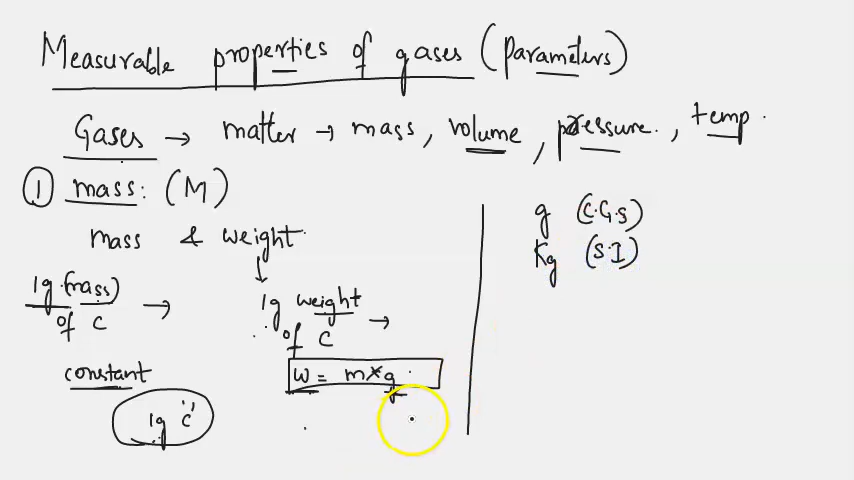 Measurable properties of gases (Parameters)
Gases → matter → mass, volume, pressure, temp.
① mass: (M)
mass & weight
1g (mass) →
of C
constant
1g "C"
1g weight →
of C
W = m×g
g (C.G.S)
Kg (S.I)